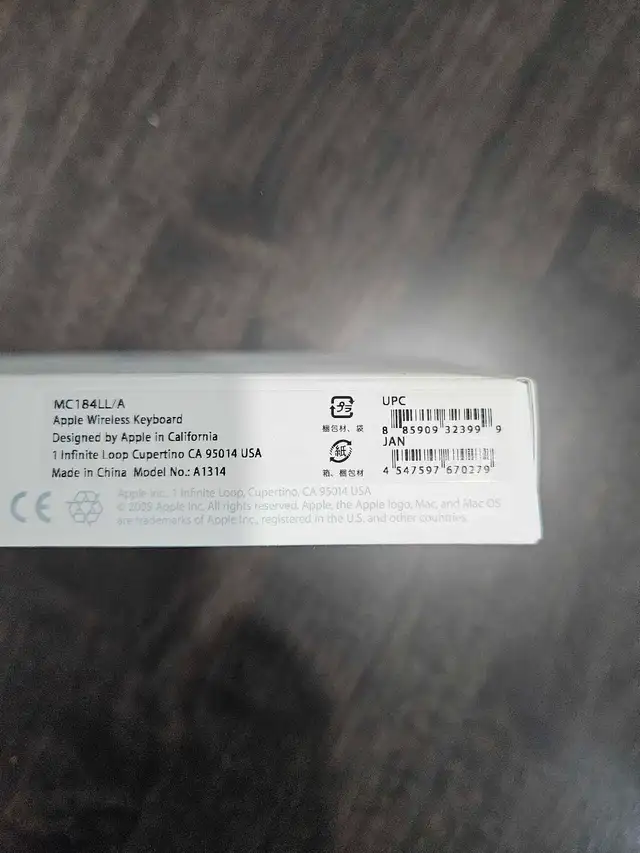 MC184LL/A
Apple Wireless Keyboard
Designed by Apple in California
1 Infinite Loop Cupertino CA 95014 USA
Made in China Model No.: A1314
プラ
梱包材、袋
紙
箱、梱包材
UPC
8 85909 32399 9
JAN
4 547597 670279
CE
Apple Inc., 1 Infinite Loop, Cupertino, CA 95014 USA
© 2009 Apple Inc. All rights reserved. Apple, the Apple logo, Mac, and Mac OS
are trademarks of Apple Inc., registered in the U.S. and other countries.